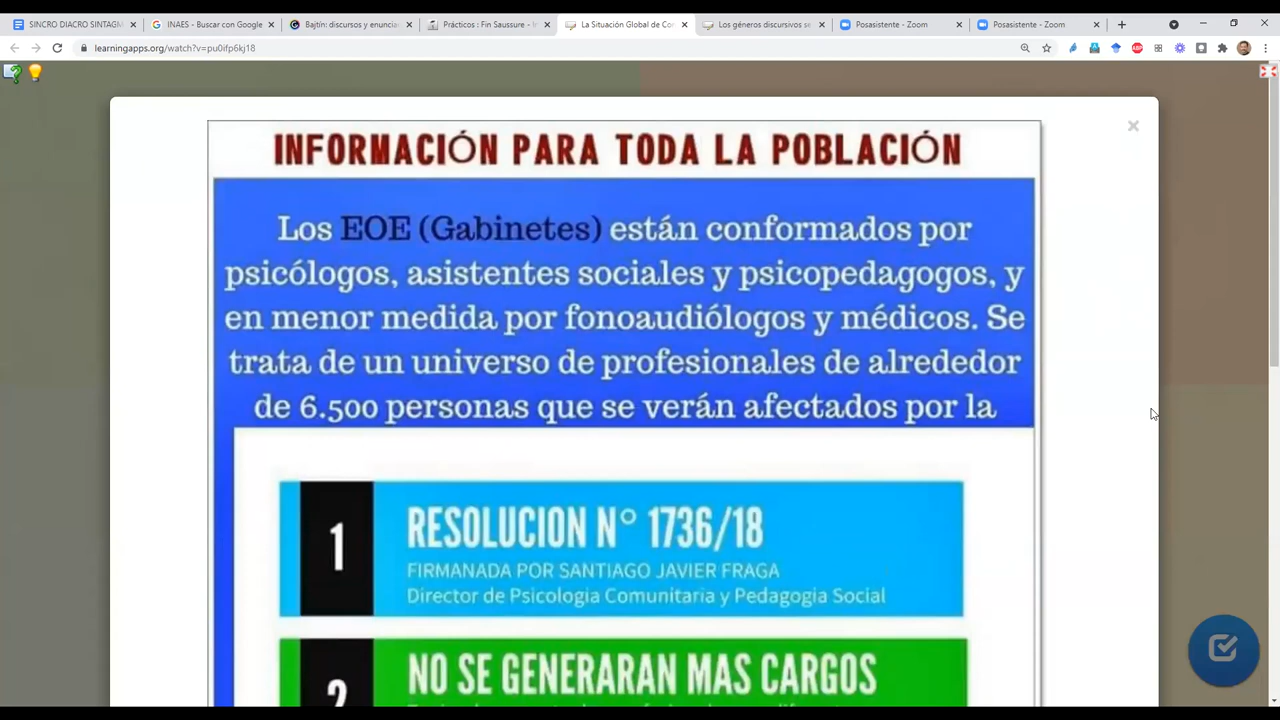 SINCRO DIACRO SINTAGM
INAES - Buscar con Google
Bajtín: discursos y enuncia
Prácticos : Fin Saussure - I
La Situación Global de Co
Los géneros discursivos se
Posasistente - Zoom
Posasistente - Zoom
learningapps.org/watch?v=pu0ifp6kj18
INFORMACIÓN PARA TODA LA POBLACIÓN
Los EOE (Gabinetes) están conformados por
psicólogos, asistentes sociales y psicopedagogos, y
en menor medida por fonoaudiólogos y médicos. Se
trata de un universo de profesionales de alrededor
de 6.500 personas que se verán afectados por la
1
RESOLUCION N° 1736/18
FIRMANADA POR SANTIAGO JAVIER FRAGA
Director de Psicologia Comunitaria y Pedagogia Social
2
NO SE GENERARAN MAS CARGOS